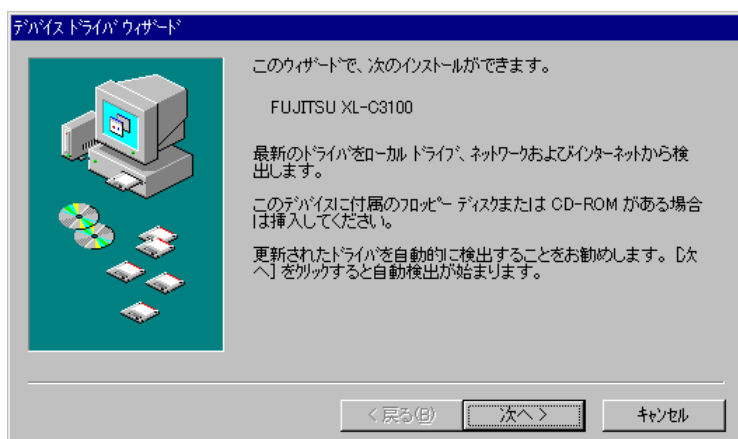 ﾃﾞﾊﾞｲｽ ﾄﾞﾗｲﾊﾞ ｳｨｻﾞｰﾄﾞ
このｳｨｻﾞｰﾄﾞで、次のｲﾝｽﾄｰﾙができます。
FUJITSU XL-C3100
最新のﾄﾞﾗｲﾊﾞをﾛｰｶﾙ ﾄﾞﾗｲﾌﾞ、ﾈｯﾄﾜｰｸおよびｲﾝﾀｰﾈｯﾄから検
出します。
このﾃﾞﾊﾞｲｽに付属のﾌﾛｯﾋﾟｰ ﾃﾞｨｽｸまたは CD-ROM がある場合
は挿入してください。
更新されたﾄﾞﾗｲﾊﾞを自動的に検出することをお勧めします。[次
へ] をｸﾘｯｸすると自動検出が始まります。
< 戻る(B)
次へ >
ｷｬﾝｾﾙ